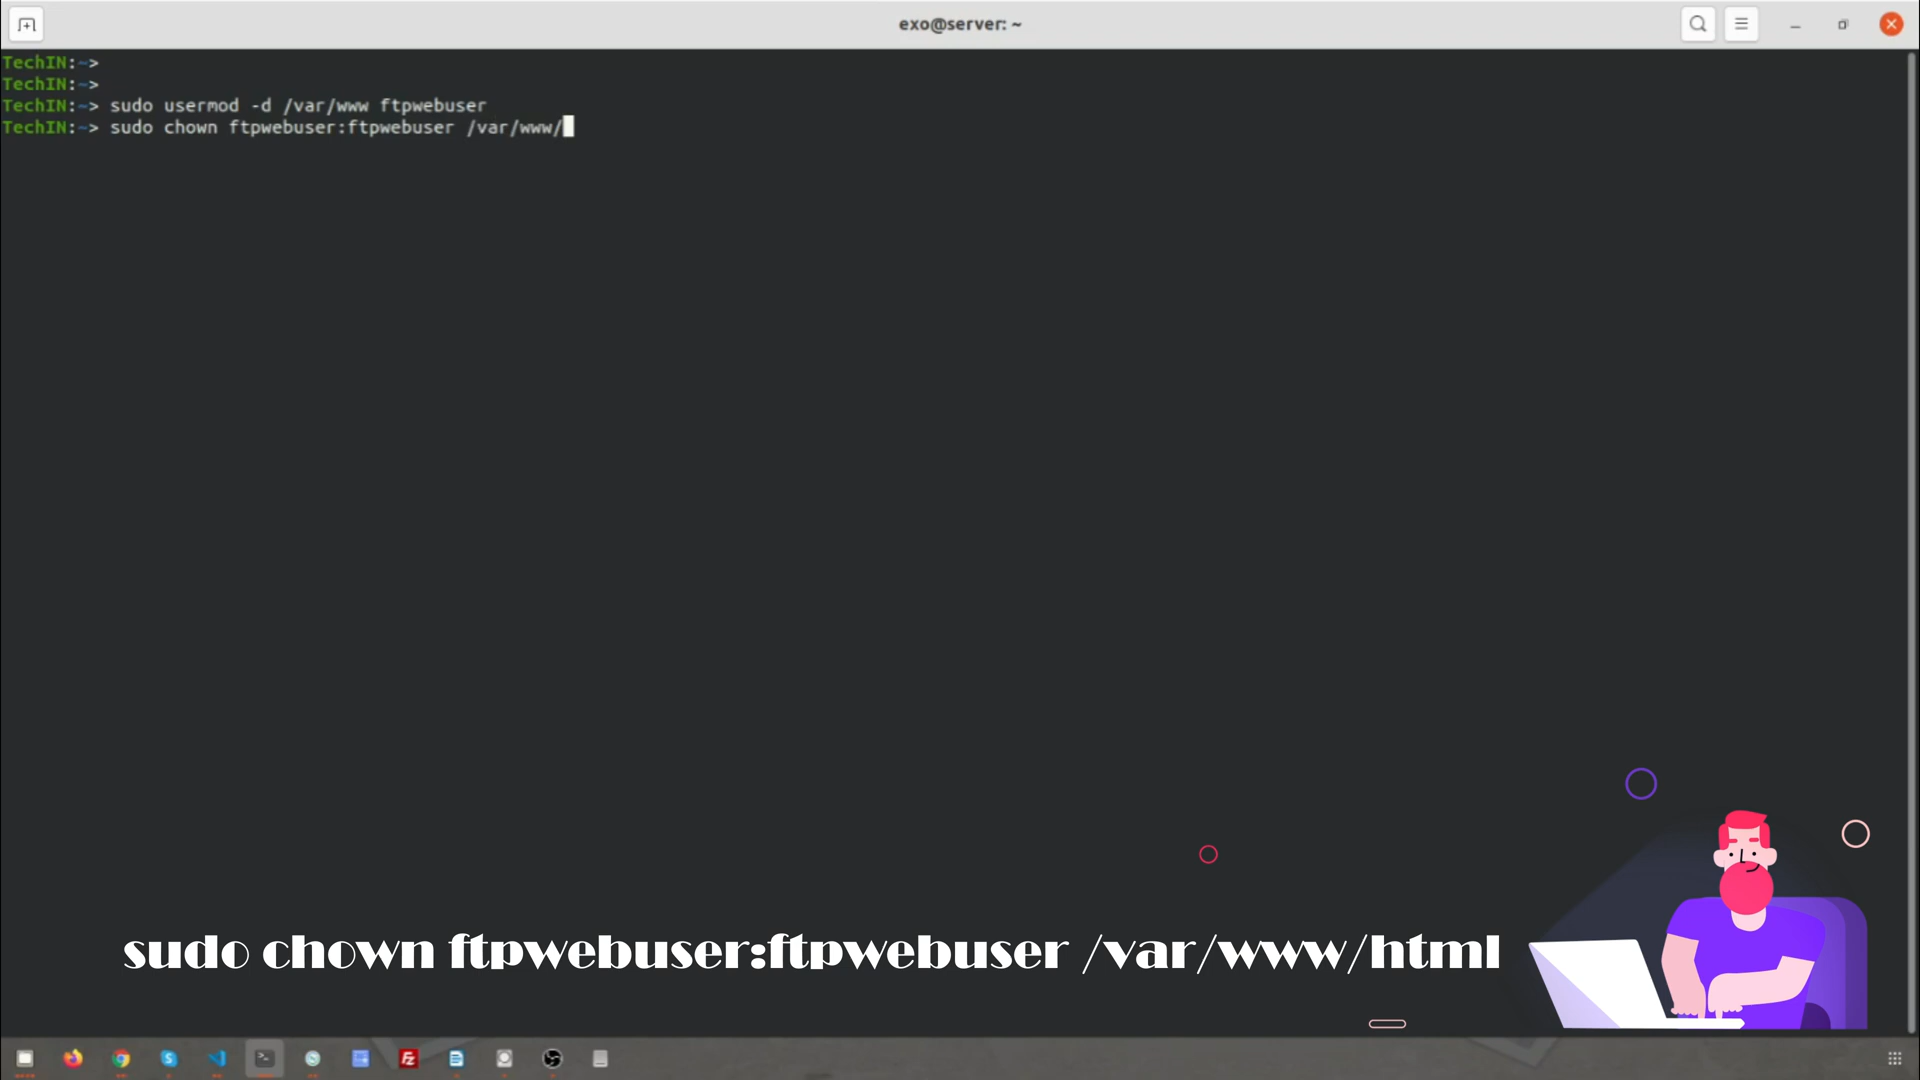 exo@server: ~
TechIN:~>
TechIN:~>
TechIN:~> sudo usermod -d /var/www ftpwebuser
TechIN:~> sudo chown ftpwebuser:ftpwebuser /var/www/
sudo chown ftpwebuser:ftpwebuser /var/www/html